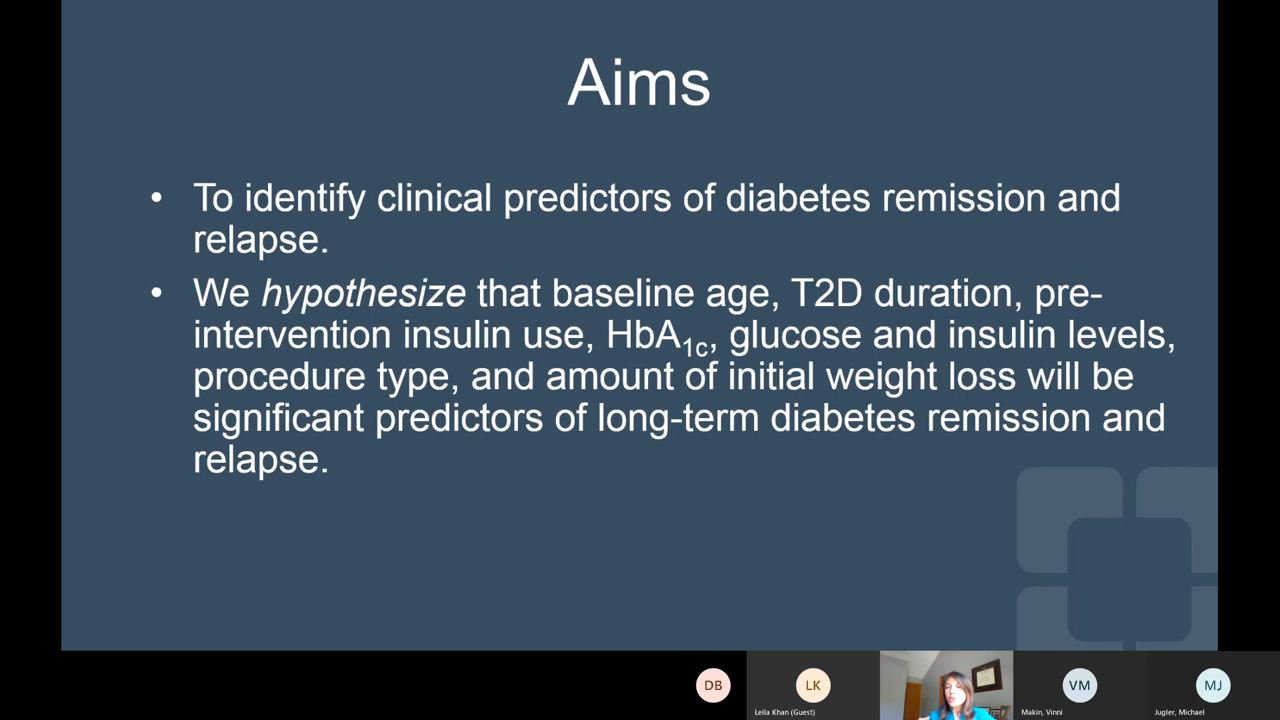 Aims
• To identify clinical predictors of diabetes remission and
relapse.
• We hypothesize that baseline age, T2D duration, pre-
intervention insulin use, HbA1c, glucose and insulin levels,
procedure type, and amount of initial weight loss will be
significant predictors of long-term diabetes remission and
relapse.
DB
LK
VM
MJ
Leila Khan (Guest)
Makin, Vinni
Jugler, Michael